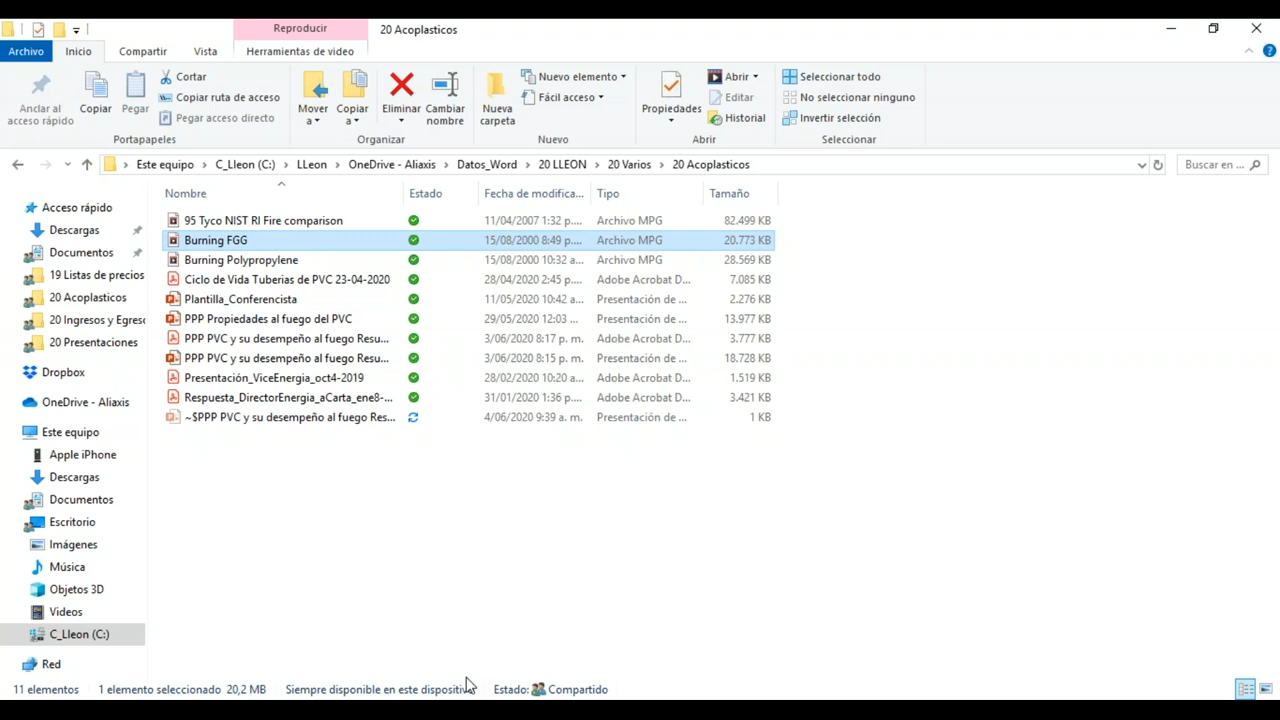 Reproducir
20 Acoplasticos
Archivo Inicio Compartir Vista Herramientas de video
Anclar al acceso rápido
Copiar
Pegar
Cortar
Copiar ruta de acceso
Pegar acceso directo
Portapapeles
Mover a
Copiar a
Eliminar
Cambiar nombre
Organizar
Nueva carpeta
Nuevo elemento
Fácil acceso
Nuevo
Propiedades
Abrir
Editar
Historial
Abrir
Seleccionar todo
No seleccionar ninguno
Invertir selección
Seleccionar
Este equipo > C_Lleon (C:) > LLeon > OneDrive - Aliaxis > Datos_Word > 20 LLEON > 20 Varios > 20 Acoplasticos
Buscar en ...
Acceso rápido
Descargas
Documentos
19 Listas de precios
20 Acoplasticos
20 Ingresos y Egres
20 Presentaciones
Dropbox
OneDrive - Aliaxis
Este equipo
Apple iPhone
Descargas
Documentos
Escritorio
Imágenes
Música
Objetos 3D
Videos
C_Lleon (C:)
Red
Nombre Estado Fecha de modifica... Tipo Tamaño
95 Tyco NIST RI Fire comparison 11/04/2007 1:32 p.... Archivo MPG 82.499 KB
Burning FGG 15/08/2000 8:49 p.... Archivo MPG 20.773 KB
Burning Polypropylene 15/08/2000 10:32 a... Archivo MPG 28.569 KB
Ciclo de Vida Tuberias de PVC 23-04-2020 28/04/2020 2:45 p.... Adobe Acrobat D... 7.085 KB
Plantilla_Conferencista 11/05/2020 10:42 a... Presentación de ... 2.276 KB
PPP Propiedades al fuego del PVC 29/05/2020 12:03 ... Presentación de ... 13.977 KB
PPP PVC y su desempeño al fuego Resu... 3/06/2020 8:17 p. m. Adobe Acrobat D... 3.777 KB
PPP PVC y su desempeño al fuego Resu... 3/06/2020 8:15 p. m. Presentación de ... 18.728 KB
Presentación_ViceEnergia_oct4-2019 28/02/2020 10:20 a... Adobe Acrobat D... 1.519 KB
Respuesta_DirectorEnergia_aCarta_ene8-... 31/01/2020 1:36 p.... Adobe Acrobat D... 3.421 KB
~$PPP PVC y su desempeño al fuego Res... 4/06/2020 9:39 a. m. Presentación de ... 1 KB
11 elementos 1 elemento seleccionado 20,2 MB Siempre disponible en este dispositiv Estado: Compartido